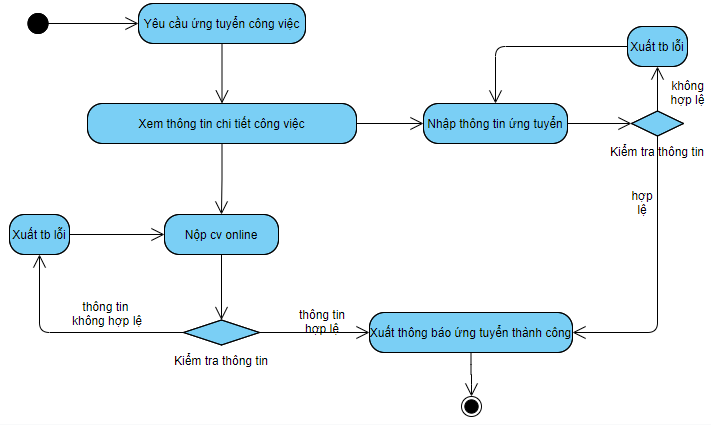 Yêu cầu ứng tuyển công việc
Xuất tb lỗi
không
hợp lệ
Xem thông tin chi tiết công việc
Nhập thông tin ứng tuyển
Kiểm tra thông tin
hợp
lệ
Xuất tb lỗi
Nộp cv online
thông tin
không hợp lệ
thông tin
hợp lệ
Xuất thông báo ứng tuyển thành công
Kiểm tra thông tin